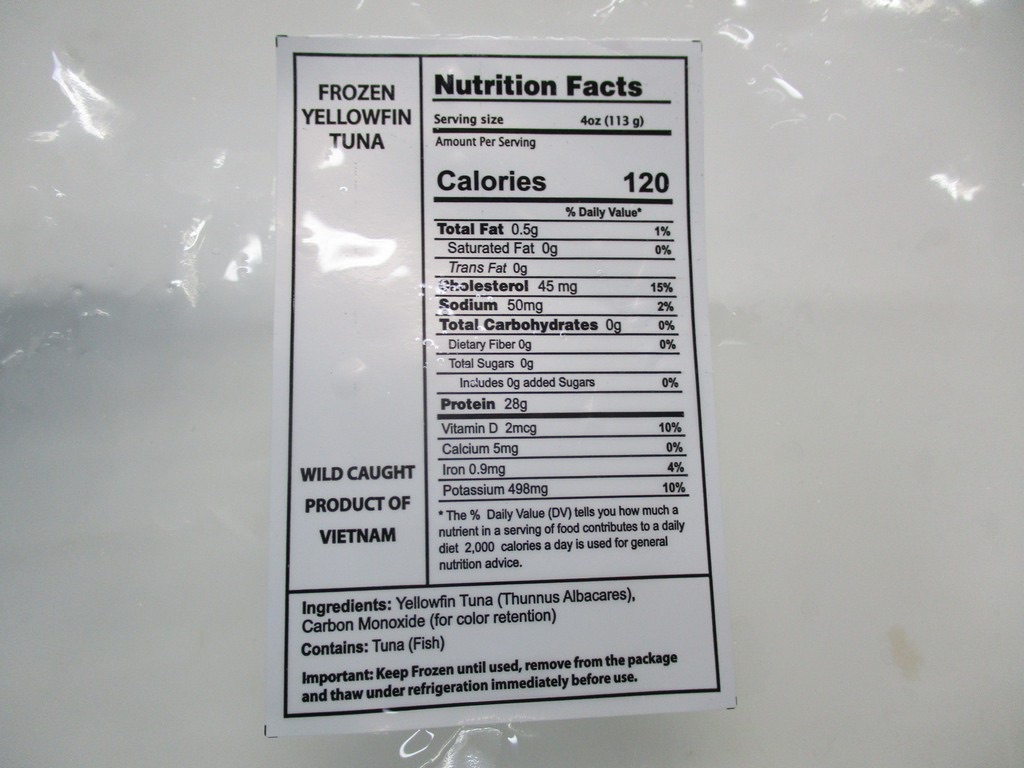 FROZEN
YELLOWFIN
TUNA
WILD CAUGHT
PRODUCT OF
VIETNAM
Nutrition Facts
Serving size 4oz (113 g)
Amount Per Serving
Calories 120
% Daily Value*
Total Fat 0.5g 1%
Saturated Fat 0g 0%
Trans Fat 0g
Cholesterol 45 mg 15%
Sodium 50mg 2%
Total Carbohydrates 0g 0%
Dietary Fiber 0g 0%
Total Sugars 0g
Includes 0g added Sugars 0%
Protein 28g
Vitamin D 2mcg 10%
Calcium 5mg 0%
Iron 0.9mg 4%
Potassium 498mg 10%
* The % Daily Value (DV) tells you how much a
nutrient in a serving of food contributes to a daily
diet 2,000 calories a day is used for general
nutrition advice.
Ingredients: Yellowfin Tuna (Thunnus Albacares),
Carbon Monoxide (for color retention)
Contains: Tuna (Fish)
Important: Keep Frozen until used, remove from the package
and thaw under refrigeration immediately before use.